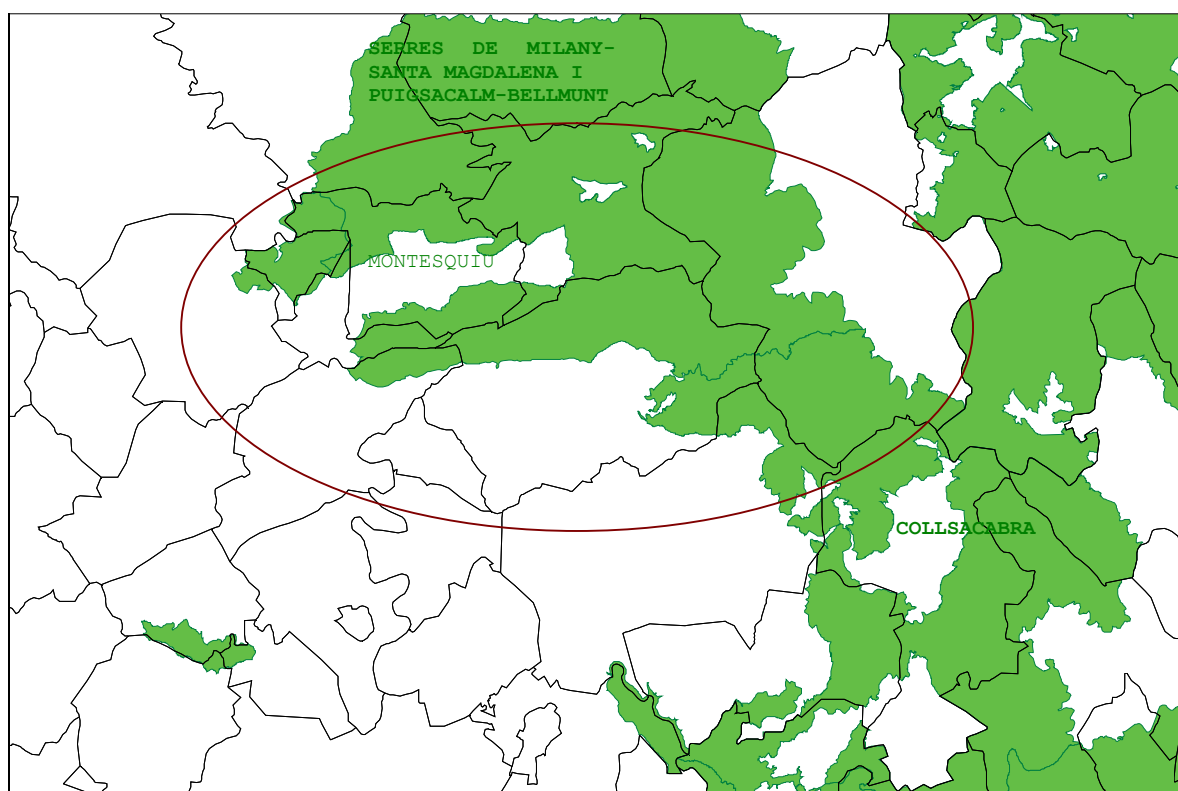 SERRES DE MILANY-
SANTA MAGDALENA I
PUIGSACALM-BELLMUNT
MONTESQUIU
COLLSACABRA